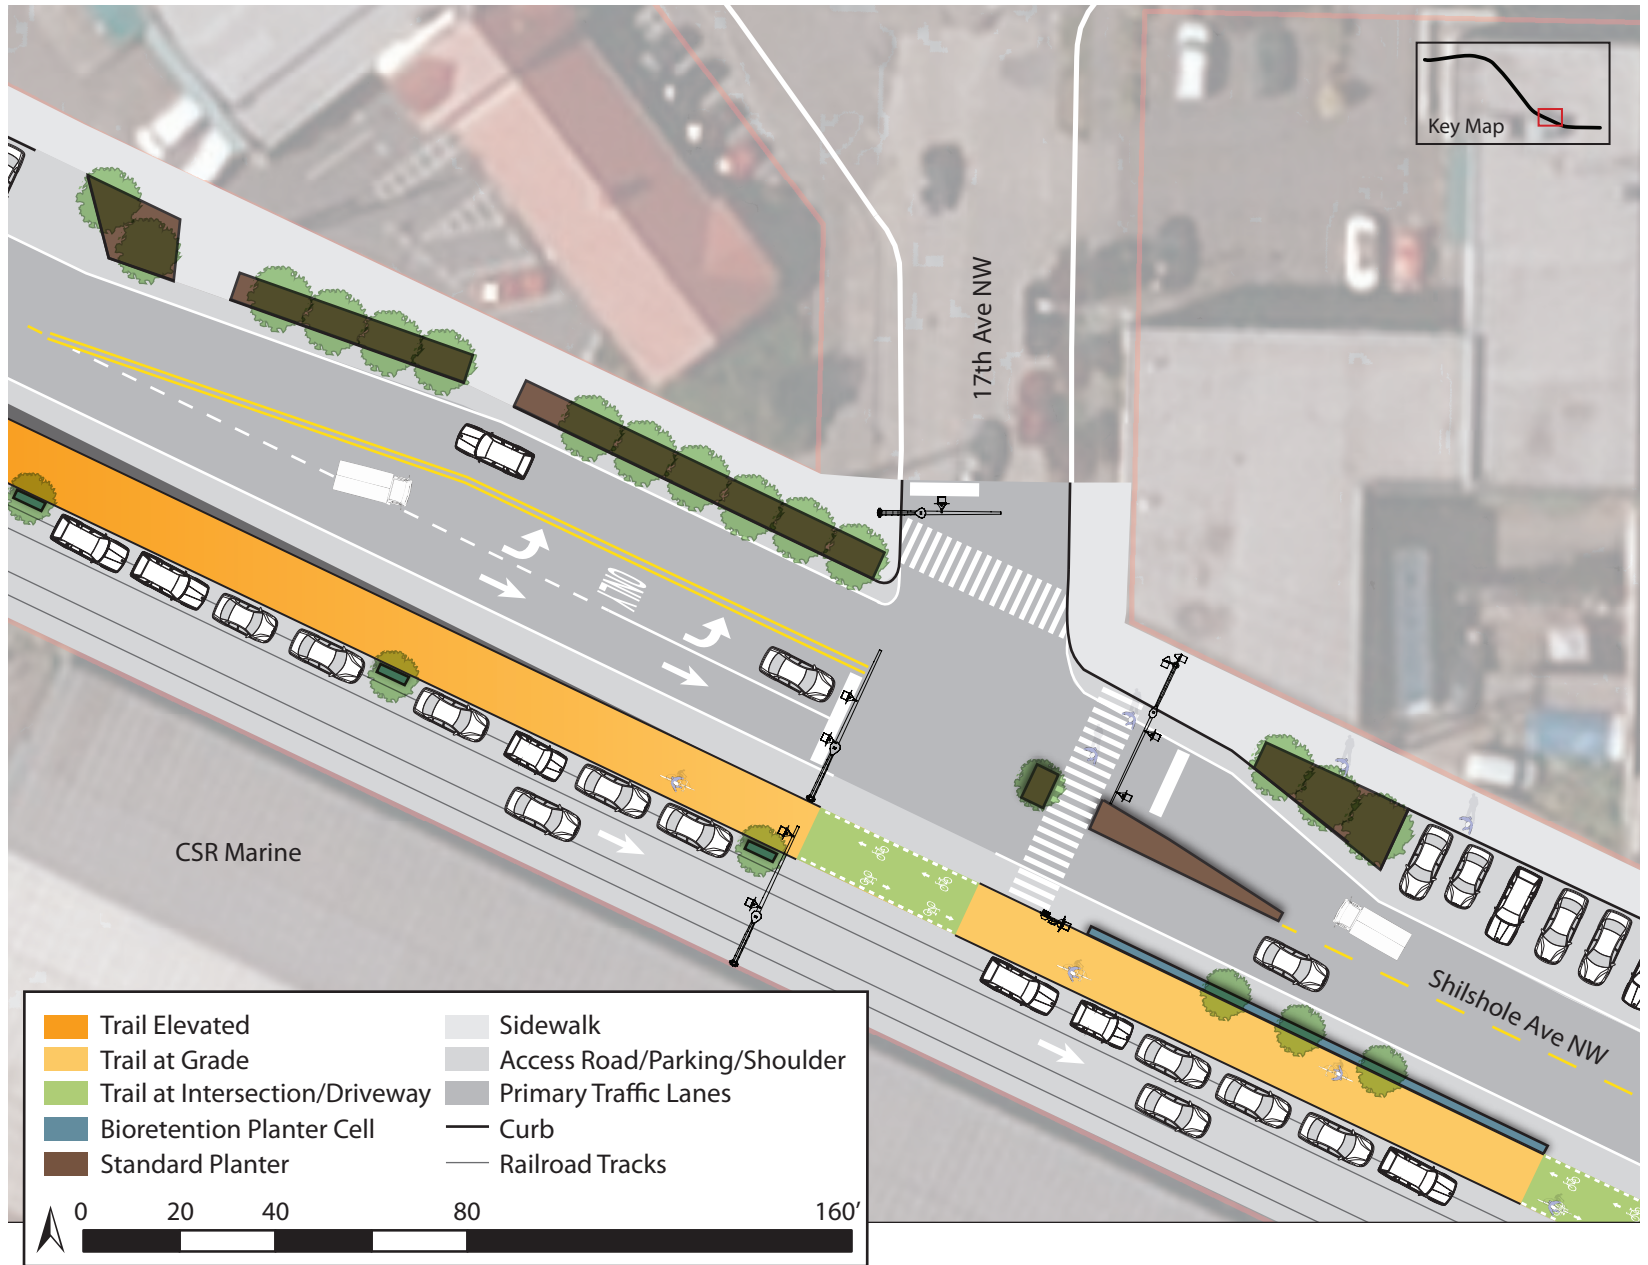 Key Map
17th Ave NW
ONLY
CSR Marine
Shilshole Ave NW
Trail Elevated
Trail at Grade
Trail at Intersection/Driveway
Bioretention Planter Cell
Standard Planter
Sidewalk
Access Road/Parking/Shoulder
Primary Traffic Lanes
Curb
Railroad Tracks
0 20 40 80 160’